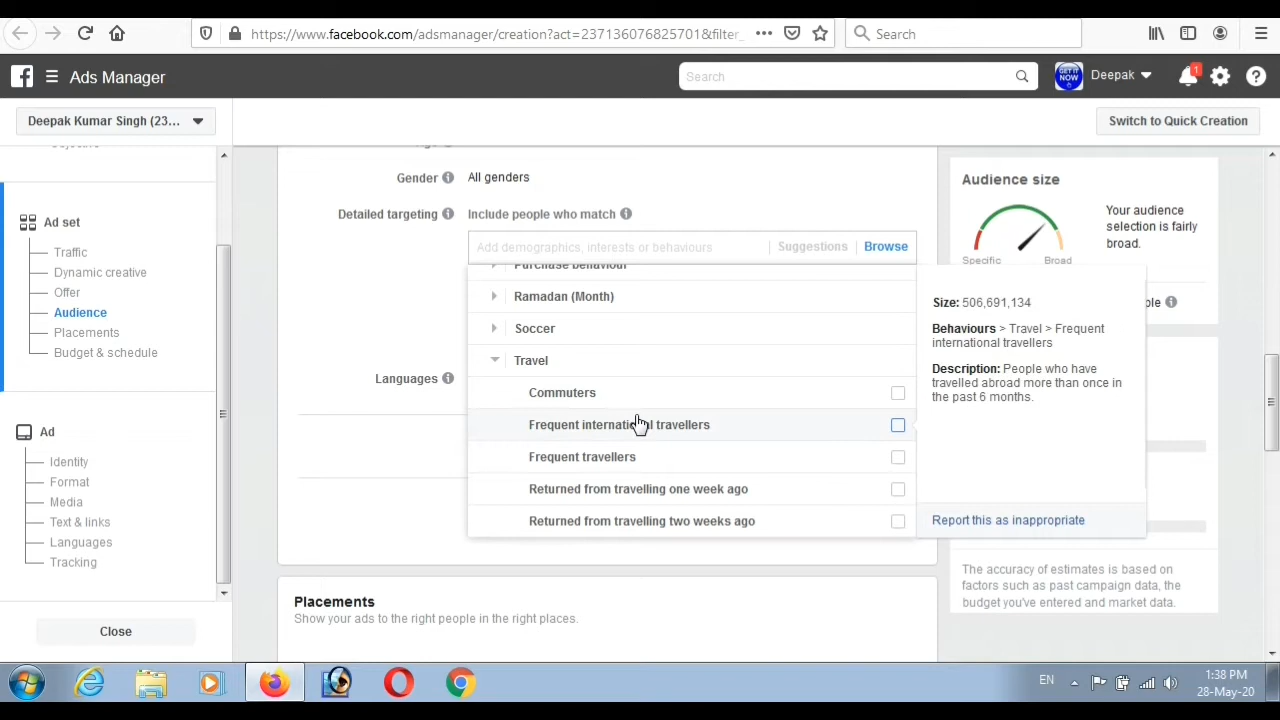 https://www.facebook.com/adsmanager/creation?act=237136076825701&filter_
Search
Ads Manager
Search
GET IT NOW
Deepak
1
Deepak Kumar Singh (23...
Switch to Quick Creation
Objective
Ad set
Traffic
Dynamic creative
Offer
Audience
Placements
Budget & schedule
Ad
Identity
Format
Media
Text & links
Languages
Tracking
Close
Gender
All genders
Detailed targeting
Include people who match
Add demographics, interests or behaviours
Suggestions
Browse
Purchase behaviour
Ramadan (Month)
Soccer
Travel
Commuters
Frequent international travellers
Frequent travellers
Returned from travelling one week ago
Returned from travelling two weeks ago
Languages
Size: 506,691,134
Behaviours > Travel > Frequent
international travellers
Description: People who have
travelled abroad more than once in
the past 6 months.
Report this as inappropriate
Audience size
Your audience
selection is fairly
broad.
Specific
Broad
The accuracy of estimates is based on
factors such as past campaign data, the
budget you've entered and market data.
Placements
Show your ads to the right people in the right places.
EN
1:38 PM
28-May-20